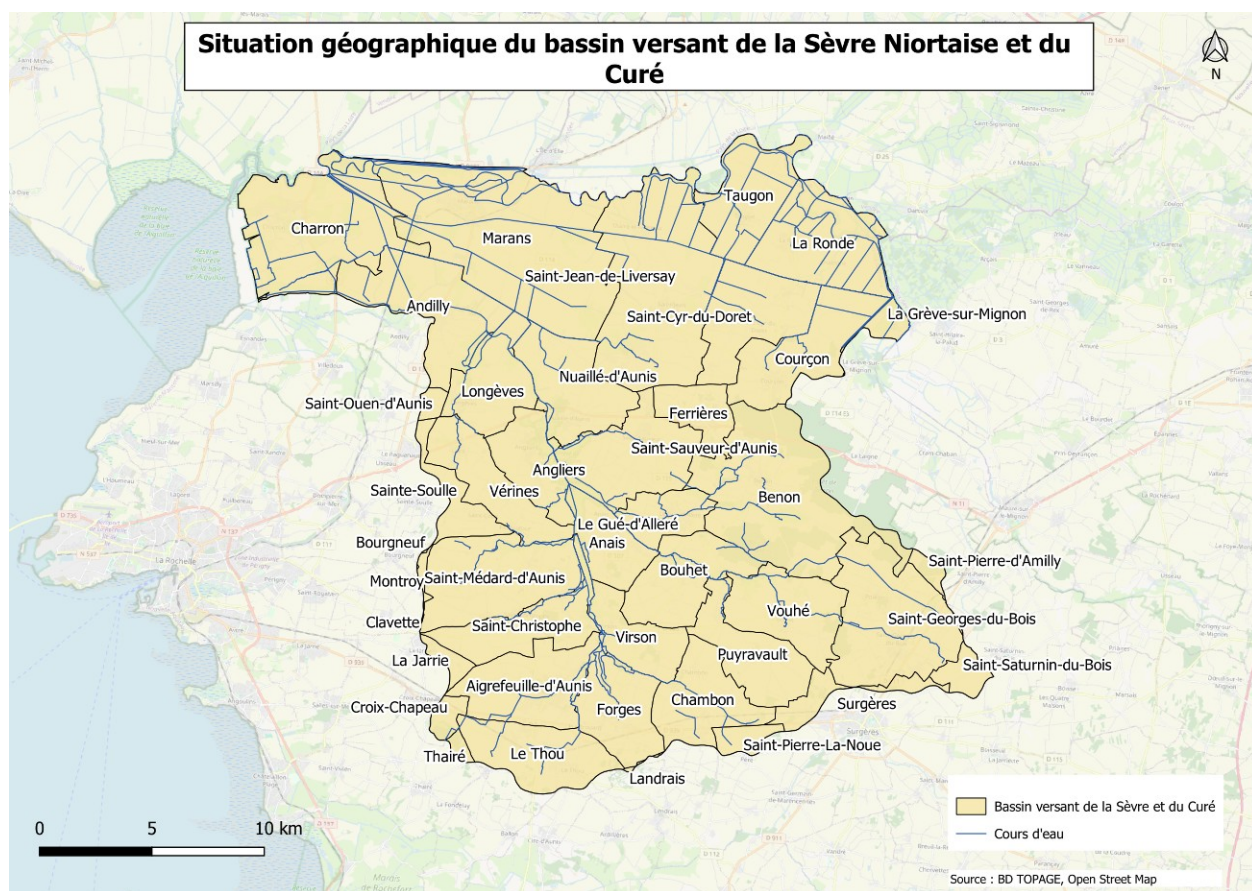 Situation géographique du bassin versant de la Sèvre Niortaise et du
Curé
N
Taugon
Charron
Marans
La Ronde
Saint-Jean-de-Liversay
Andilly
Saint-Cyr-du-Doret
La Grève-sur-Mignon
Courçon
Nuaillé-d'Aunis
Longèves
Saint-Ouen-d'Aunis
Ferrières
Saint-Sauveur-d'Aunis
Angliers
Sainte-Soulle
Vérines
Benon
Le Gué-d'Alleré
Bourgneuf
Anais
Saint-Pierre-d'Amilly
Bouhet
Montroy
Saint-Médard-d'Aunis
Vouhé
Clavette
Saint-Christophe
Saint-Georges-du-Bois
Virson
Puyravault
La Jarrie
Saint-Saturnin-du-Bois
Aigrefeuille-d'Aunis
Croix-Chapeau
Forges
Chambon
Surgères
Saint-Pierre-La-Noue
Thairé
Le Thou
Landrais
La Rochelle
0 5 10 km
Bassin versant de la Sèvre et du Curé
Cours d'eau
Source : BD TOPAGE, Open Street Map